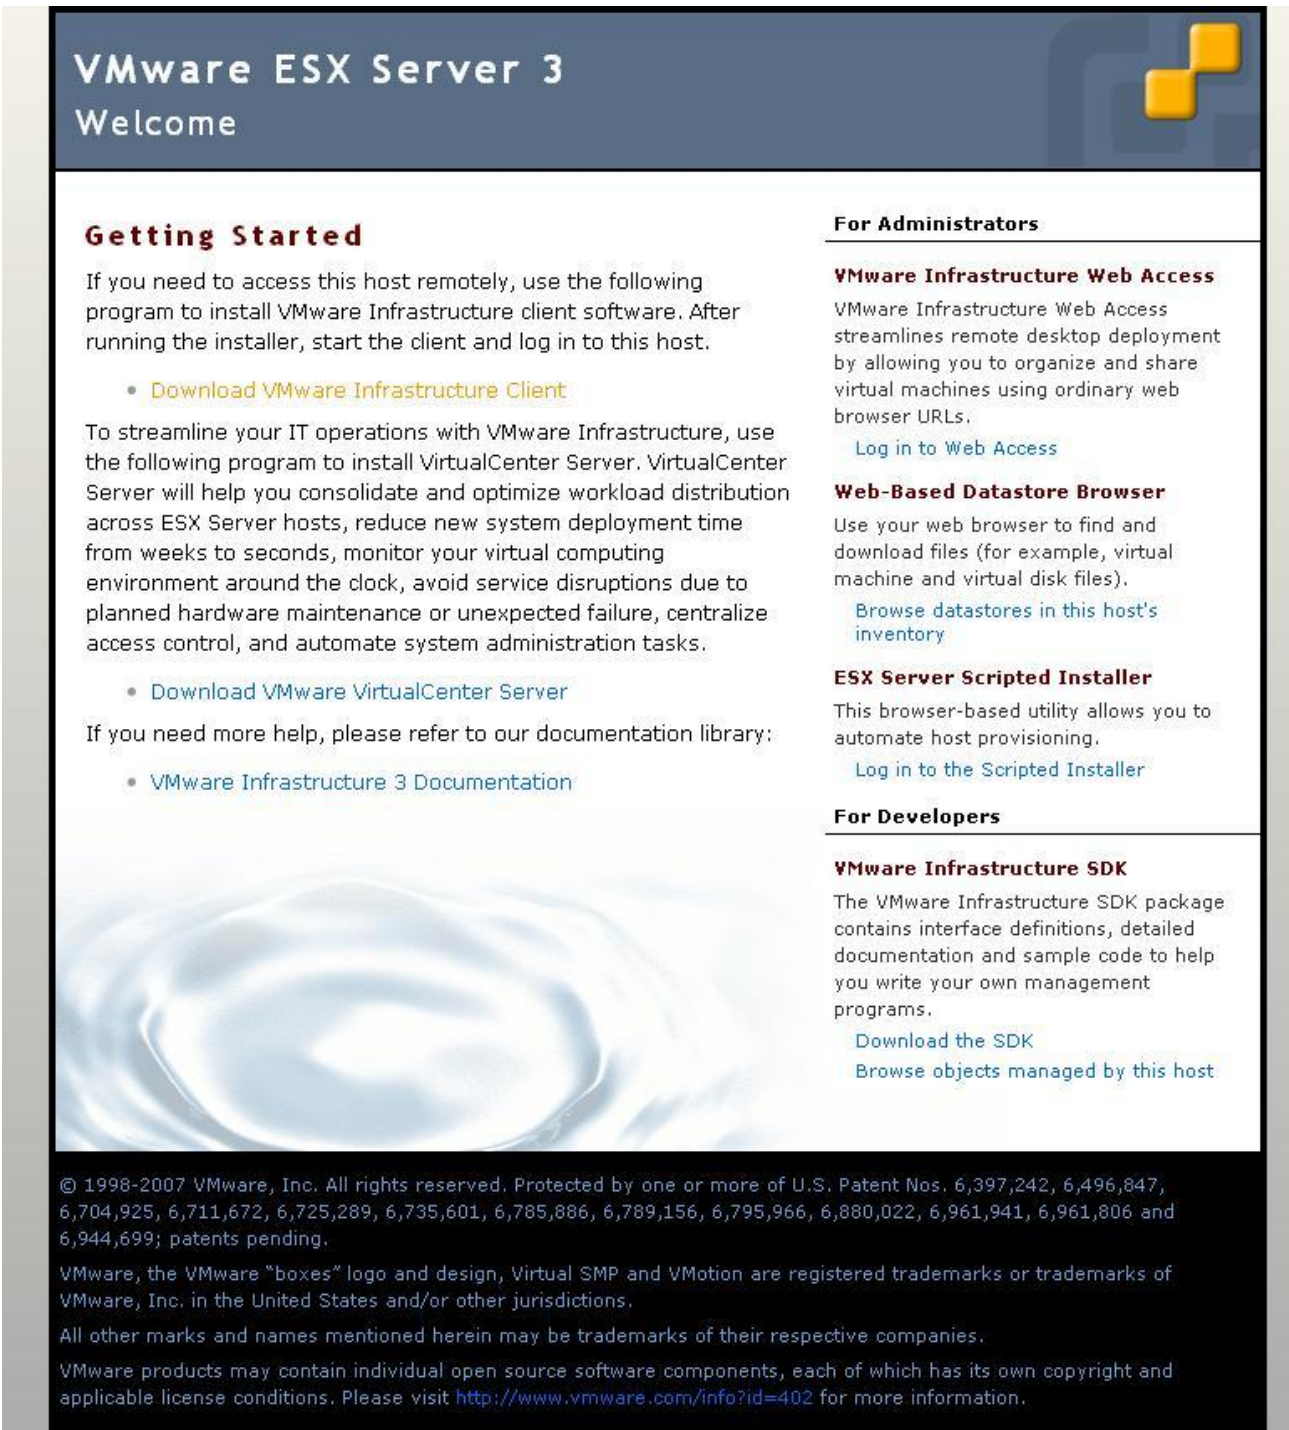 VMware ESX Server 3
Welcome
Getting Started
If you need to access this host remotely, use the following
program to install VMware Infrastructure client software. After
running the installer, start the client and log in to this host.
Download VMware Infrastructure Client
To streamline your IT operations with VMware Infrastructure, use
the following program to install VirtualCenter Server. VirtualCenter
Server will help you consolidate and optimize workload distribution
across ESX Server hosts, reduce new system deployment time
from weeks to seconds, monitor your virtual computing
environment around the clock, avoid service disruptions due to
planned hardware maintenance or unexpected failure, centralize
access control, and automate system administration tasks.
Download VMware VirtualCenter Server
If you need more help, please refer to our documentation library:
VMware Infrastructure 3 Documentation
For Administrators
VMware Infrastructure Web Access
VMware Infrastructure Web Access
streamlines remote desktop deployment
by allowing you to organize and share
virtual machines using ordinary web
browser URLs.
Log in to Web Access
Web-Based Datastore Browser
Use your web browser to find and
download files (for example, virtual
machine and virtual disk files).
Browse datastores in this host's
inventory
ESX Server Scripted Installer
This browser-based utility allows you to
automate host provisioning.
Log in to the Scripted Installer
For Developers
VMware Infrastructure SDK
The VMware Infrastructure SDK package
contains interface definitions, detailed
documentation and sample code to help
you write your own management
programs.
Download the SDK
Browse objects managed by this host
© 1998-2007 VMware, Inc. All rights reserved. Protected by one or more of U.S. Patent Nos. 6,397,242, 6,496,847,
6,704,925, 6,711,672, 6,725,289, 6,735,601, 6,785,886, 6,789,156, 6,795,966, 6,880,022, 6,961,941, 6,961,806 and
6,944,699; patents pending.
VMware, the VMware “boxes” logo and design, Virtual SMP and VMotion are registered trademarks or trademarks of
VMware, Inc. in the United States and/or other jurisdictions.
All other marks and names mentioned herein may be trademarks of their respective companies.
VMware products may contain individual open source software components, each of which has its own copyright and
applicable license conditions. Please visit http://www.vmware.com/info?id=402 for more information.